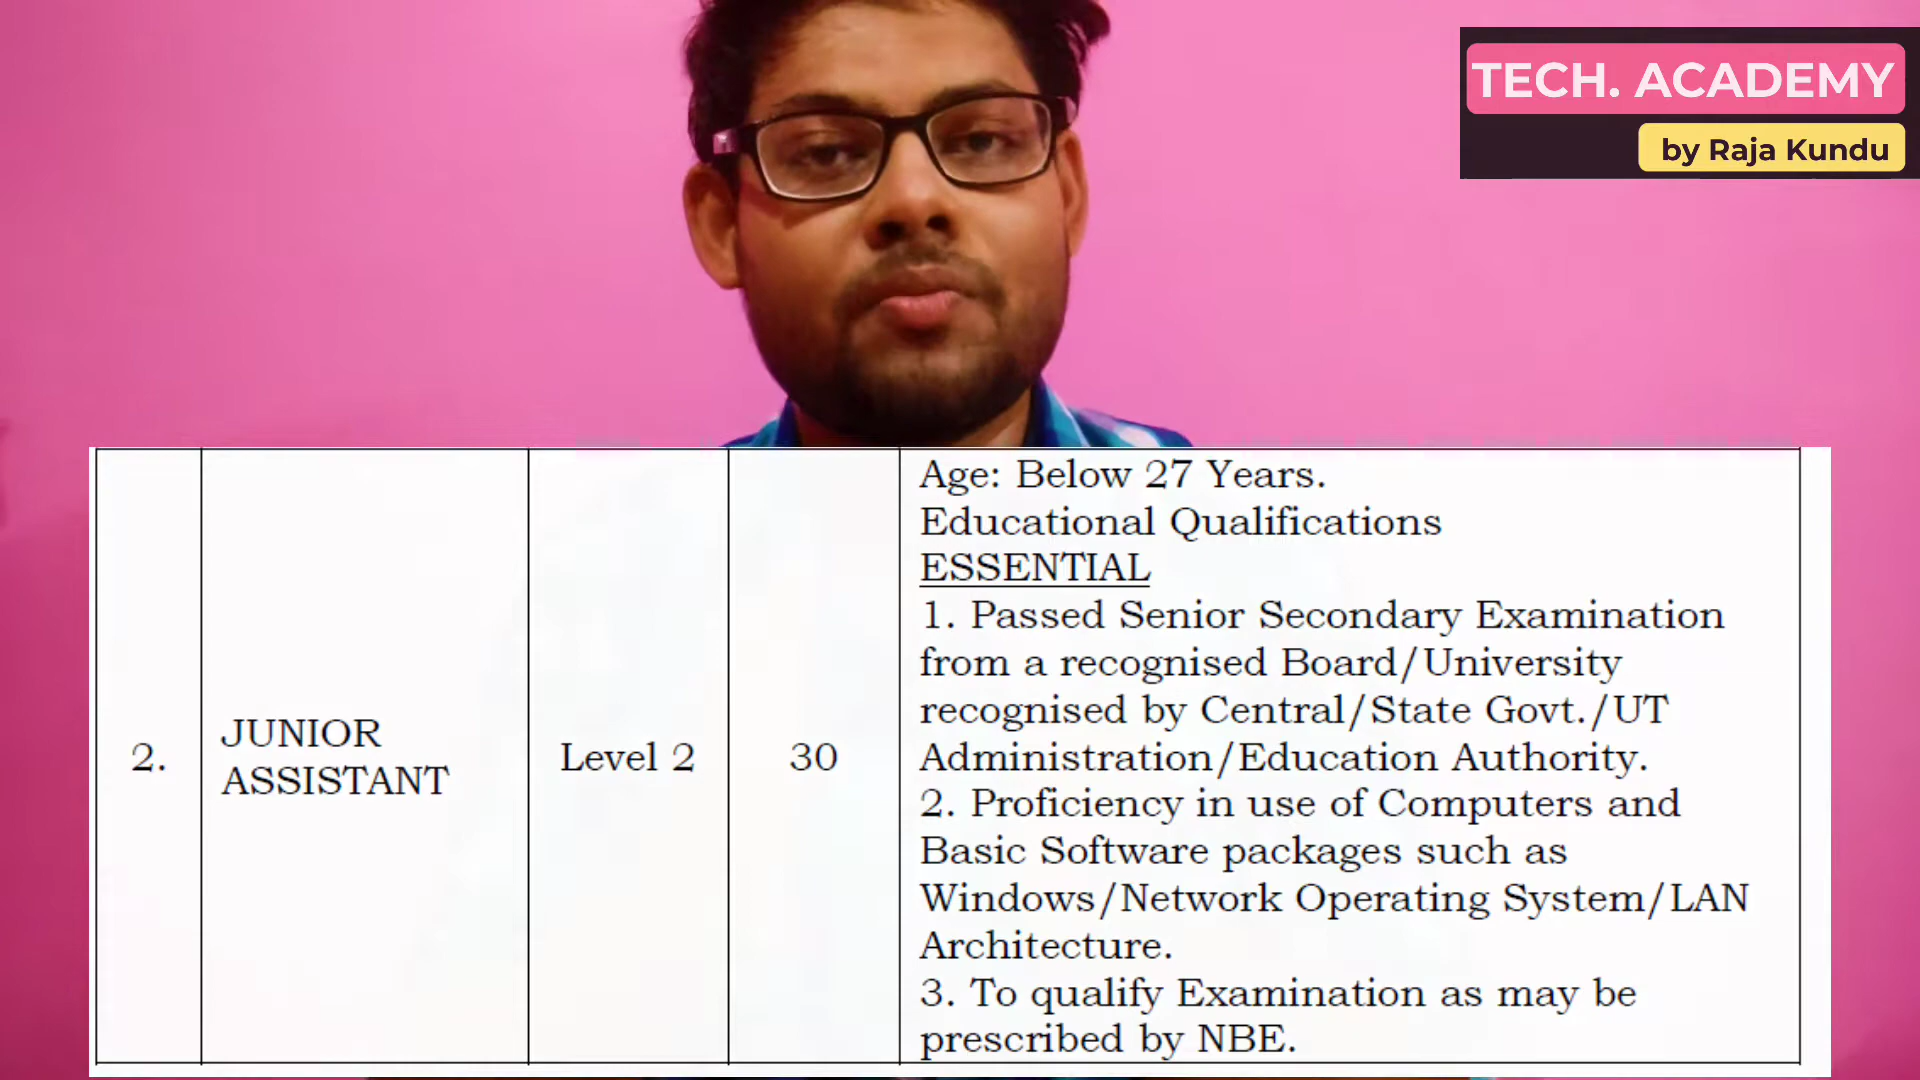 TECH. ACADEMY
by Raja Kundu
2.
JUNIOR
ASSISTANT
Level 2
30
Age: Below 27 Years.
Educational Qualifications
ESSENTIAL
1. Passed Senior Secondary Examination
from a recognised Board/University
recognised by Central/State Govt./UT
Administration/Education Authority.
2. Proficiency in use of Computers and
Basic Software packages such as
Windows/Network Operating System/LAN
Architecture.
3. To qualify Examination as may be
prescribed by NBE.